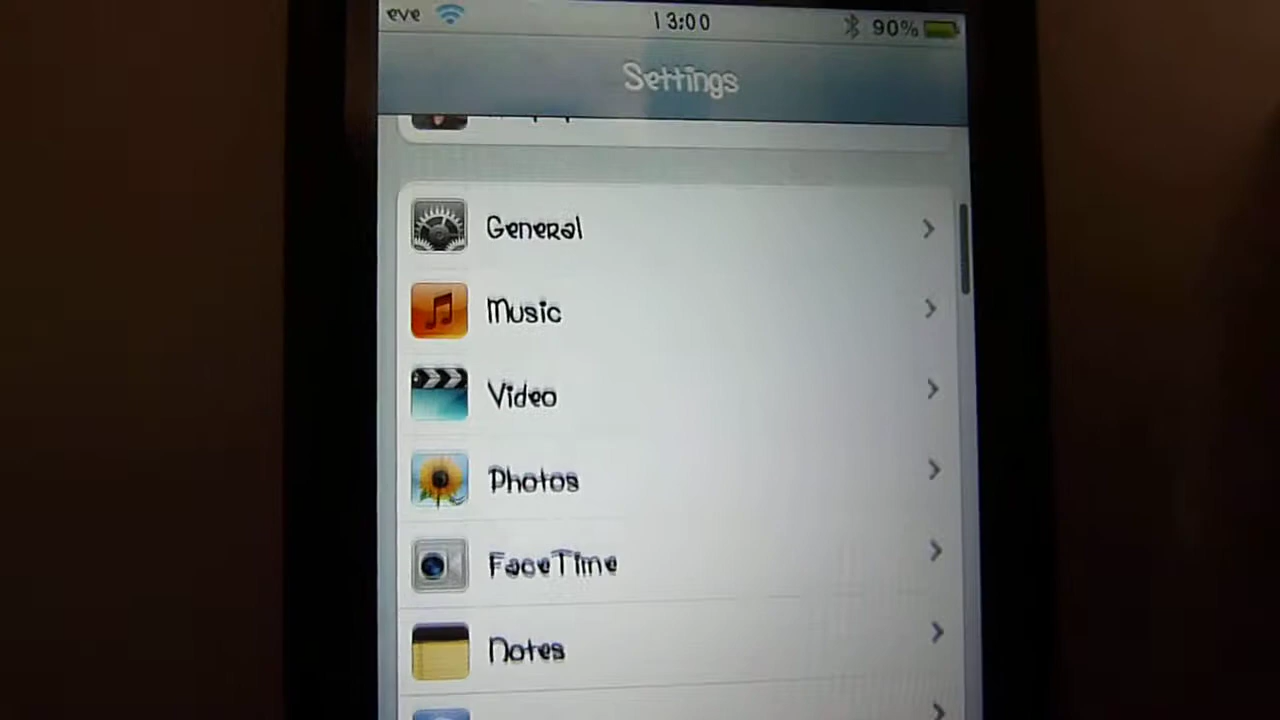 eve 13:00 90%
Settings
General
Music
Video
Photos
FaceTime
Notes